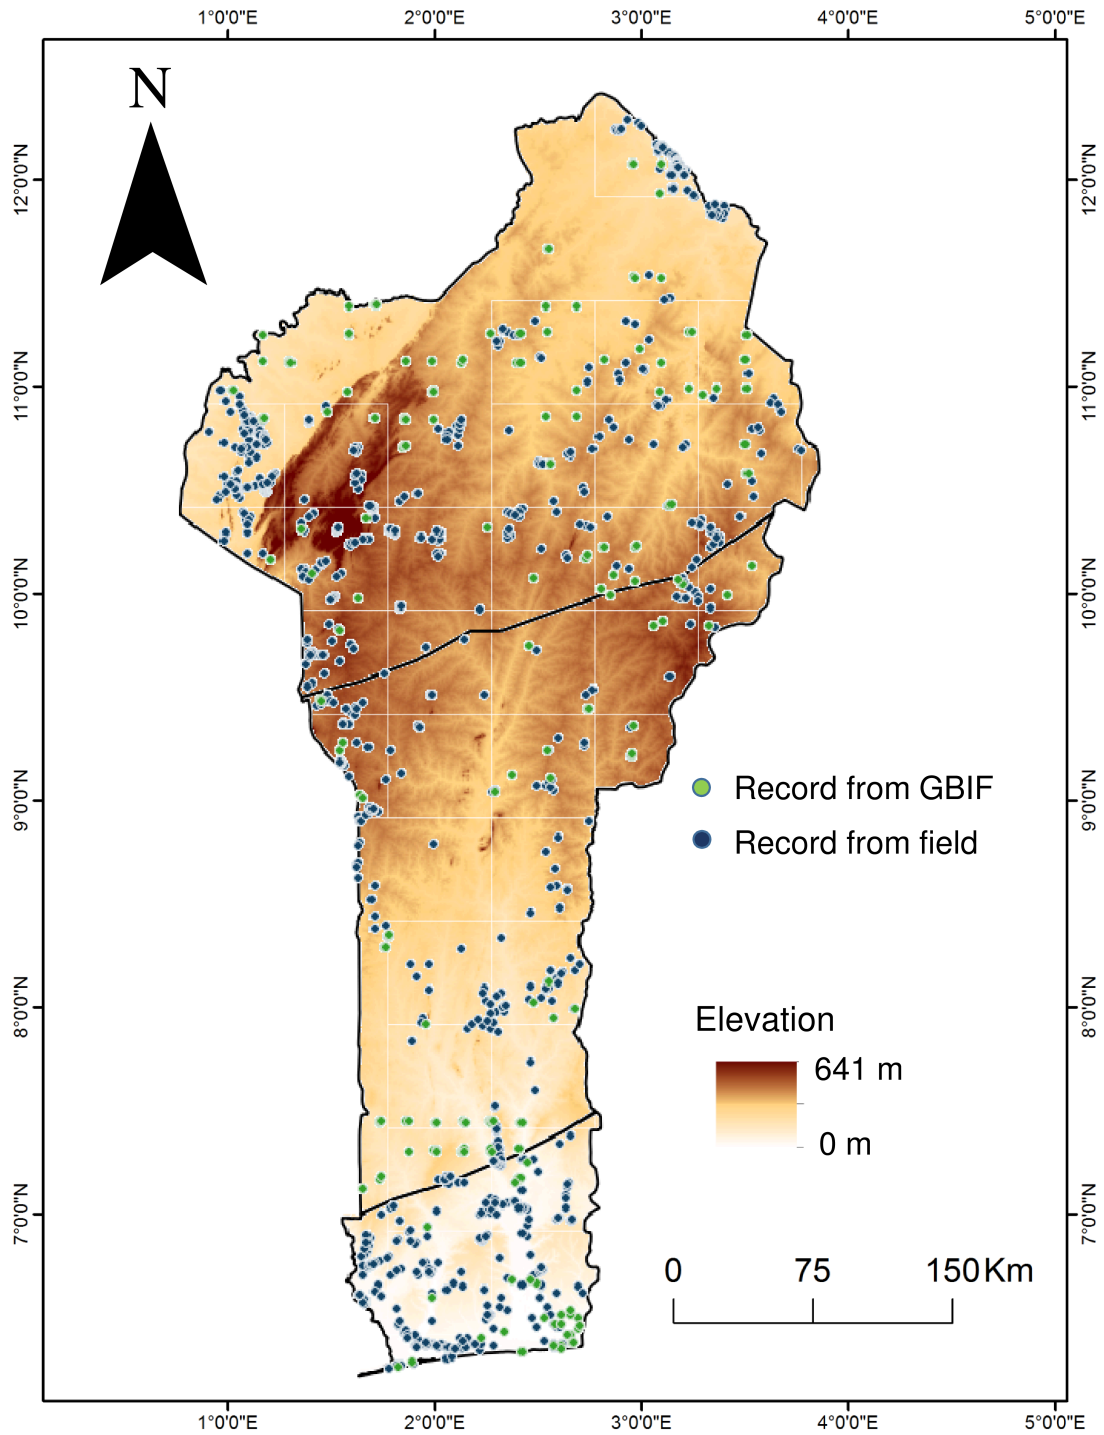 1°0'0"E 2°0'0"E 3°0'0"E 4°0'0"E 5°0'0"E
N
12°0'0"N 12°0'0"N
11°0'0"N 11°0'0"N
10°0'0"N 10°0'0"N
Record from GBIF
9°0'0"N 9°0'0"N
Record from field
8°0'0"N 8°0'0"N
Elevation
641 m
0 m
7°0'0"N 7°0'0"N
0 75 150 Km
1°0'0"E 2°0'0"E 3°0'0"E 4°0'0"E 5°0'0"E